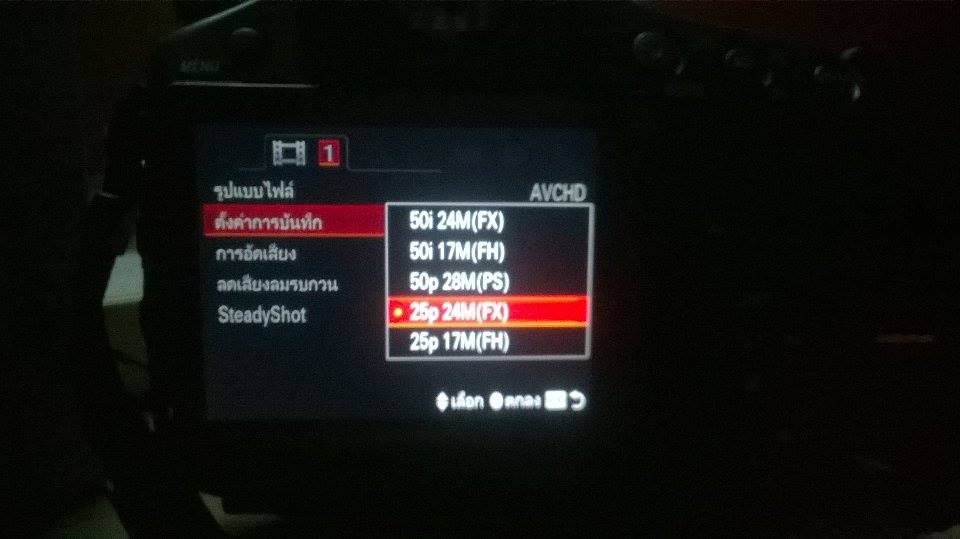 MENU
1
รูปแบบไฟล์ AVCHD
ตั้งค่าการบันทึก
50i 24M(FX)
50i 17M(FH)
การอัดเสียง
50p 28M(PS)
ลดเสียงลมรบกวน
25p 24M(FX)
SteadyShot
25p 17M(FH)
เลือก ตกลง